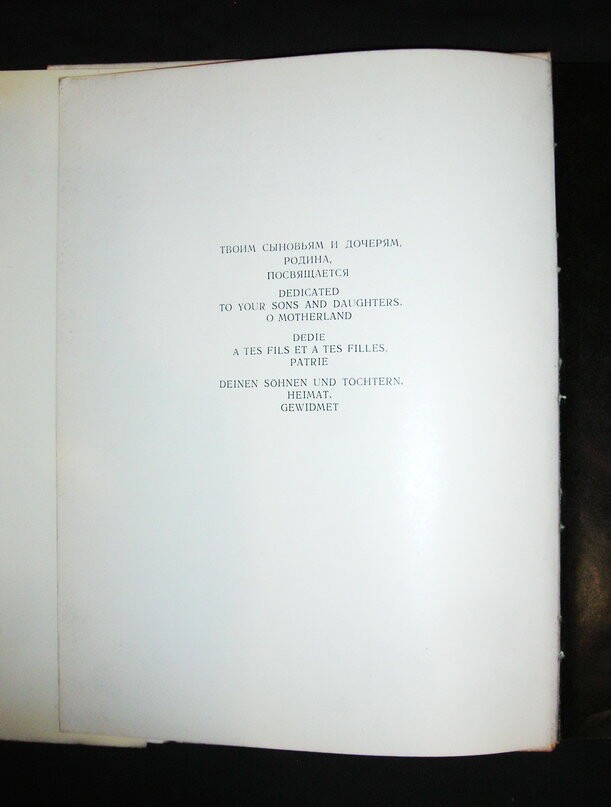 ТВОИМ СЫНОВЬЯМ И ДОЧЕРЯМ,
РОДИНА,
ПОСВЯЩАЕТСЯ
DEDICATED
TO YOUR SONS AND DAUGHTERS.
O MOTHERLAND
DEDIE
A TES FILS ET A TES FILLES,
PATRIE
DEINEN SOHNEN UND TOCHTERN.
HEIMAT.
GEWIDMET